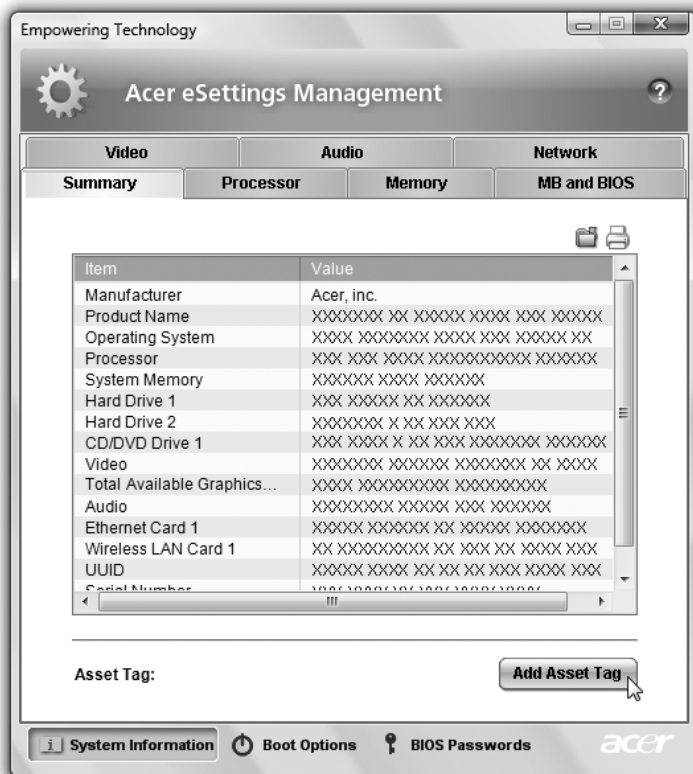 Empowering Technology
Acer eSettings Management
?
Video Audio Network
Summary Processor Memory MB and BIOS
Item Value
Manufacturer Acer, inc.
Product Name XXXXXXX XX XXXXX XXXX XXX XXXXX
Operating System XXXX XXXXXXX XXXX XXX XXXXX XX
Processor XXX XXX XXX XXXX XXXXXXXXXX XXXXXX
System Memory XXXXXX XXXX XXXXXX
Hard Drive 1 XXX XXXXX XX XXXXXX
Hard Drive 2 XXXXXXX X XX XXX XXX
CD/DVD Drive 1 XXX XXXX X XX XXX XXXXXXX XXXXXX
Video XXXXXXXX XXXXXXX XXXXXXX XX XXXX
Total Available Graphics... XXXX XXXXXXXXX XXXXXXXXX
Audio XXXXXXXX XXXXX XXX XXXXXX
Ethernet Card 1 XXXXX XXXXXX XX XXXXX XXXXXXX
Wireless LAN Card 1 XX XXXXXXXXX XX XXX XX XXXX XXX
UUID XXXXX XXXX XX XX XX XXX XXXX XXX
Serial Number
Asset Tag: Add Asset Tag
i System Information Boot Options BIOS Passwords acer